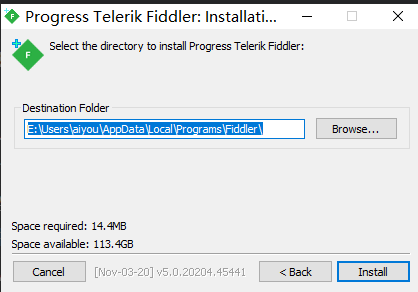 Progress Telerik Fiddler: Installati...
F
F
Select the directory to install Progress Telerik Fiddler:
Destination Folder
E:\Users\aiyou\AppData\Local\Programs\Fiddler\
Browse...
Space required: 14.4MB
Space available: 113.4GB
Cancel
[Nov-03-20] v5.0.20204.45441
< Back
Install